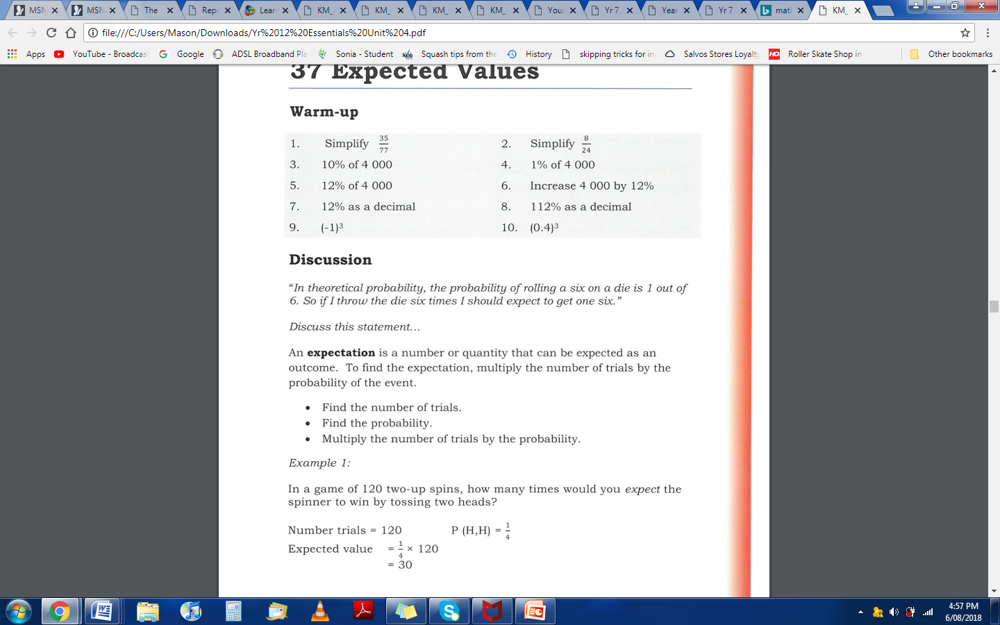 MSN
MSN
The
Repo
Lear
KM_
KM_
KM_
KM_
Your
Yr 7
Year
Yr 7
mat
KM_
file:///C:/Users/Mason/Downloads/Yr%2012%20Essentials%20Unit%204.pdf
Apps
YouTube - Broadcas
Google
ADSL Broadband Pla
Sonia - Student
Squash tips from the
History
skipping tricks for in
Salvos Stores Loyalty
Roller Skate Shop in
Other bookmarks
37 Expected Values
Warm-up
1. Simplify 35/77
2. Simplify 8/24
3. 10% of 4 000
4. 1% of 4 000
5. 12% of 4 000
6. Increase 4 000 by 12%
7. 12% as a decimal
8. 112% as a decimal
9. (-1)³
10. (0.4)³
Discussion
"In theoretical probability, the probability of rolling a six on a die is 1 out of
6. So if I throw the die six times I should expect to get one six."
Discuss this statement...
An expectation is a number or quantity that can be expected as an
outcome. To find the expectation, multiply the number of trials by the
probability of the event.
• Find the number of trials.
• Find the probability.
• Multiply the number of trials by the probability.
Example 1:
In a game of 120 two-up spins, how many times would you expect the
spinner to win by tossing two heads?
Number trials = 120 P (H,H) = 1/4
Expected value = 1/4 × 120
= 30
4:57 PM
6/08/2018